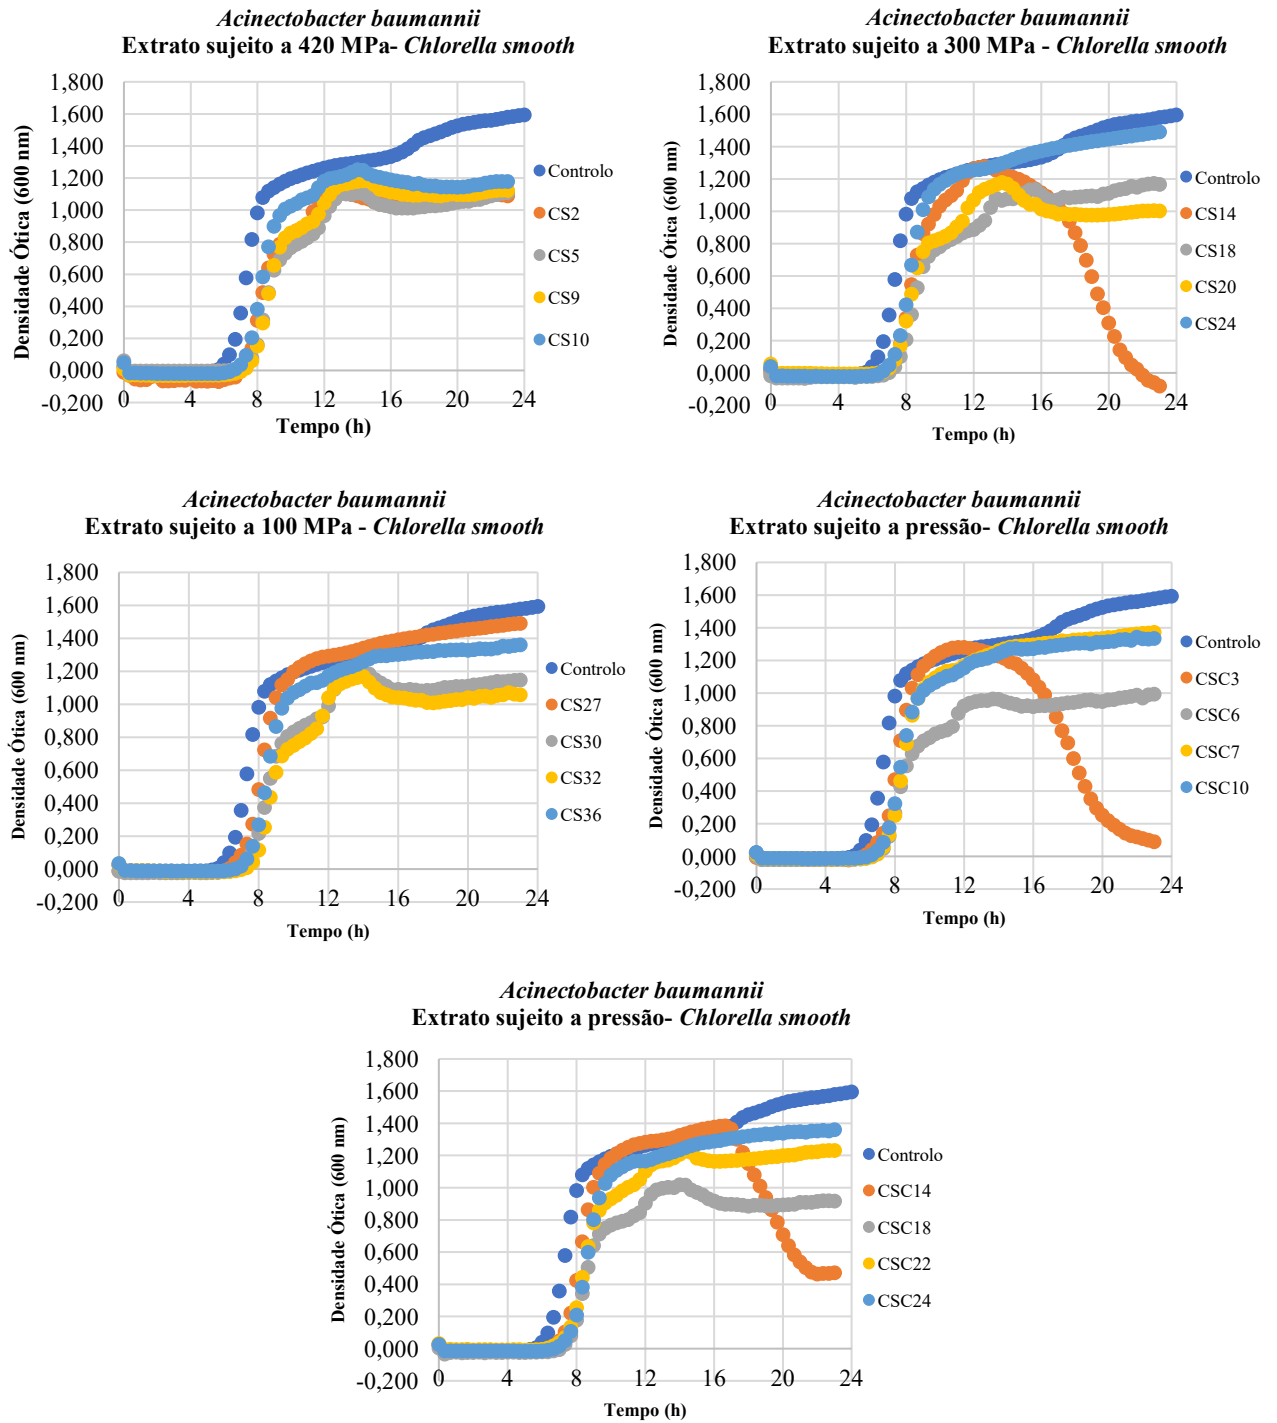 Acinectobacter baumannii
Extrato sujeito a 420 MPa- Chlorella smooth
1,800
1,600
1,400
1,200
1,000
0,800
0,600
0,400
0,200
0,000
-0,200
0 4 8 12 16 20 24
Densidade Ótica (600 nm)
Tempo (h)
Controlo
CS2
CS5
CS9
CS10
Acinectobacter baumannii
Extrato sujeito a 300 MPa - Chlorella smooth
1,800
1,600
1,400
1,200
1,000
0,800
0,600
0,400
0,200
0,000
-0,200
0 4 8 12 16 20 24
Densidade Ótica (600 nm)
Tempo (h)
Controlo
CS14
CS18
CS20
CS24
Acinectobacter baumannii
Extrato sujeito a 100 MPa - Chlorella smooth
1,800
1,600
1,400
1,200
1,000
0,800
0,600
0,400
0,200
0,000
-0,200
0 4 8 12 16 20 24
Densidade Ótica (600 nm)
Tempo (h)
Controlo
CS27
CS30
CS32
CS36
Acinectobacter baumannii
Extrato sujeito a pressão- Chlorella smooth
1,800
1,600
1,400
1,200
1,000
0,800
0,600
0,400
0,200
0,000
-0,200
0 4 8 12 16 20 24
Densidade Ótica (600 nm)
Tempo (h)
Controlo
CSC3
CSC6
CSC7
CSC10
Acinectobacter baumannii
Extrato sujeito a pressão- Chlorella smooth
1,800
1,600
1,400
1,200
1,000
0,800
0,600
0,400
0,200
0,000
-0,200
0 4 8 12 16 20 24
Densidade Ótica (600 nm)
Tempo (h)
Controlo
CSC14
CSC18
CSC22
CSC24